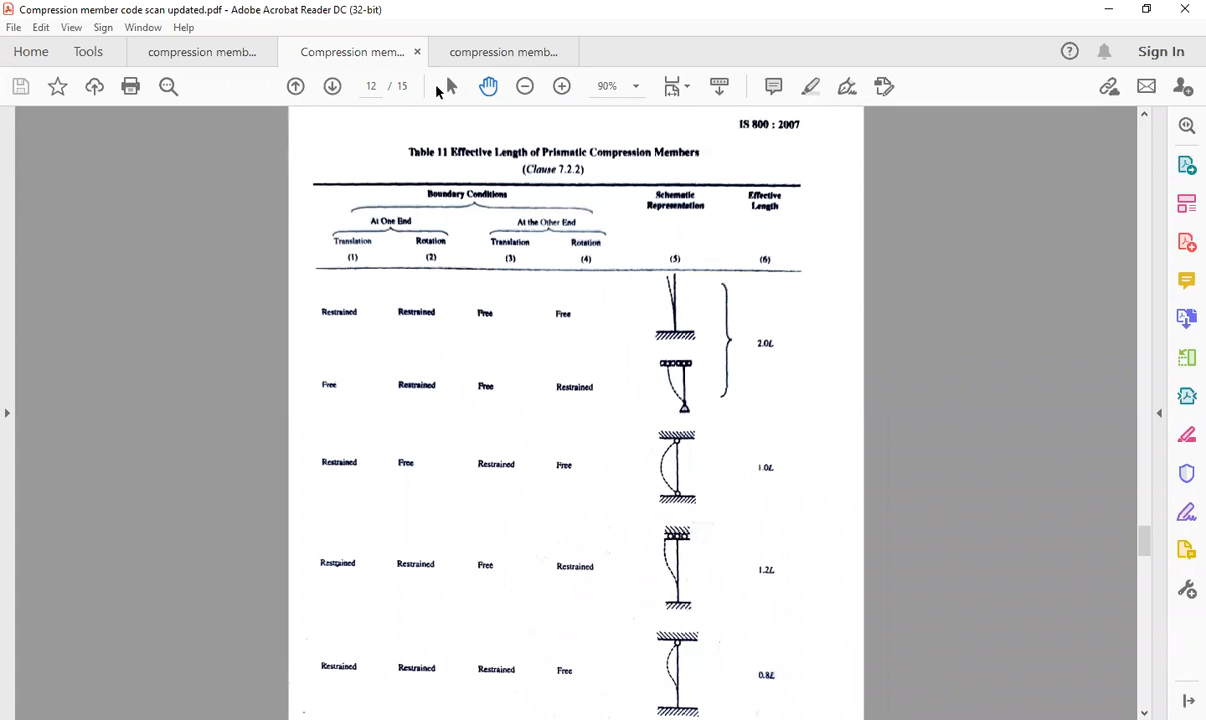 Compression member code scan updated.pdf - Adobe Acrobat Reader DC (32-bit)
File Edit View Sign Window Help
Home Tools compression memb... Compression mem... × compression memb... Sign In
12 / 15 90%
IS 800 : 2007
Table 11 Effective Length of Prismatic Compression Members
(Clause 7.2.2)
Boundary Conditions Schematic Representation Effective Length
At One End At the Other End
Translation Rotation Translation Rotation
(1) (2) (3) (4) (5) (6)
Restrained Restrained Free Free
2.0L
Free Restrained Free Restrained
Restrained Free Restrained Free 1.0L
Restrained Restrained Free Restrained 1.2L
Restrained Restrained Restrained Free 0.8L